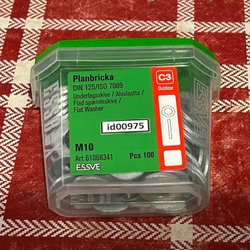 Planbricka
DIN 125/ISO 7089
Underlagsskive / Aluslaatta /
Flad spændeskive /
Flat Washer
C3
Outdoor
id00975
M10
Art 61068341
Pcs 100
ESSVE